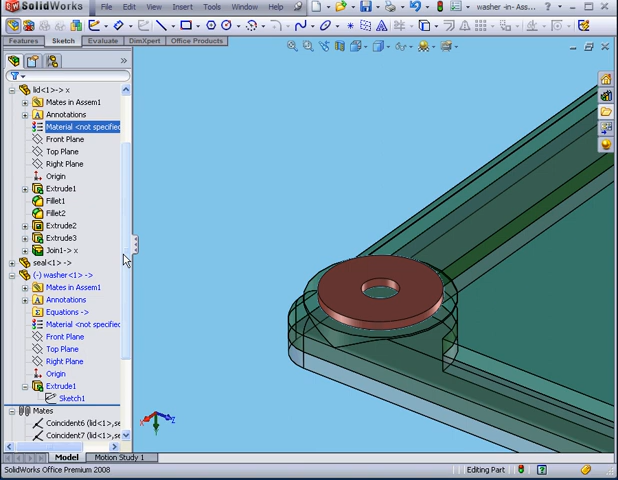 SolidWorks File Edit View Insert Tools Window washer -in- Ass...
Features Sketch Evaluate DimXpert Office Products
lid<1>-> x
Mates in Assem1
Annotations
Material <not specified
Front Plane
Top Plane
Right Plane
Origin
Extrude1
Fillet1
Fillet2
Extrude2
Extrude3
Join1-> x
seal<1> ->
(-) washer<1> ->
Mates in Assem1
Annotations
Equations ->
Material <not specified
Front Plane
Top Plane
Right Plane
Origin
Extrude1
Sketch1
Mates
Coincident6 (lid<1>,se
Coincident7 (lid<1>,se
X Z
Model Motion Study 1
SolidWorks Office Premium 2008 Editing Part